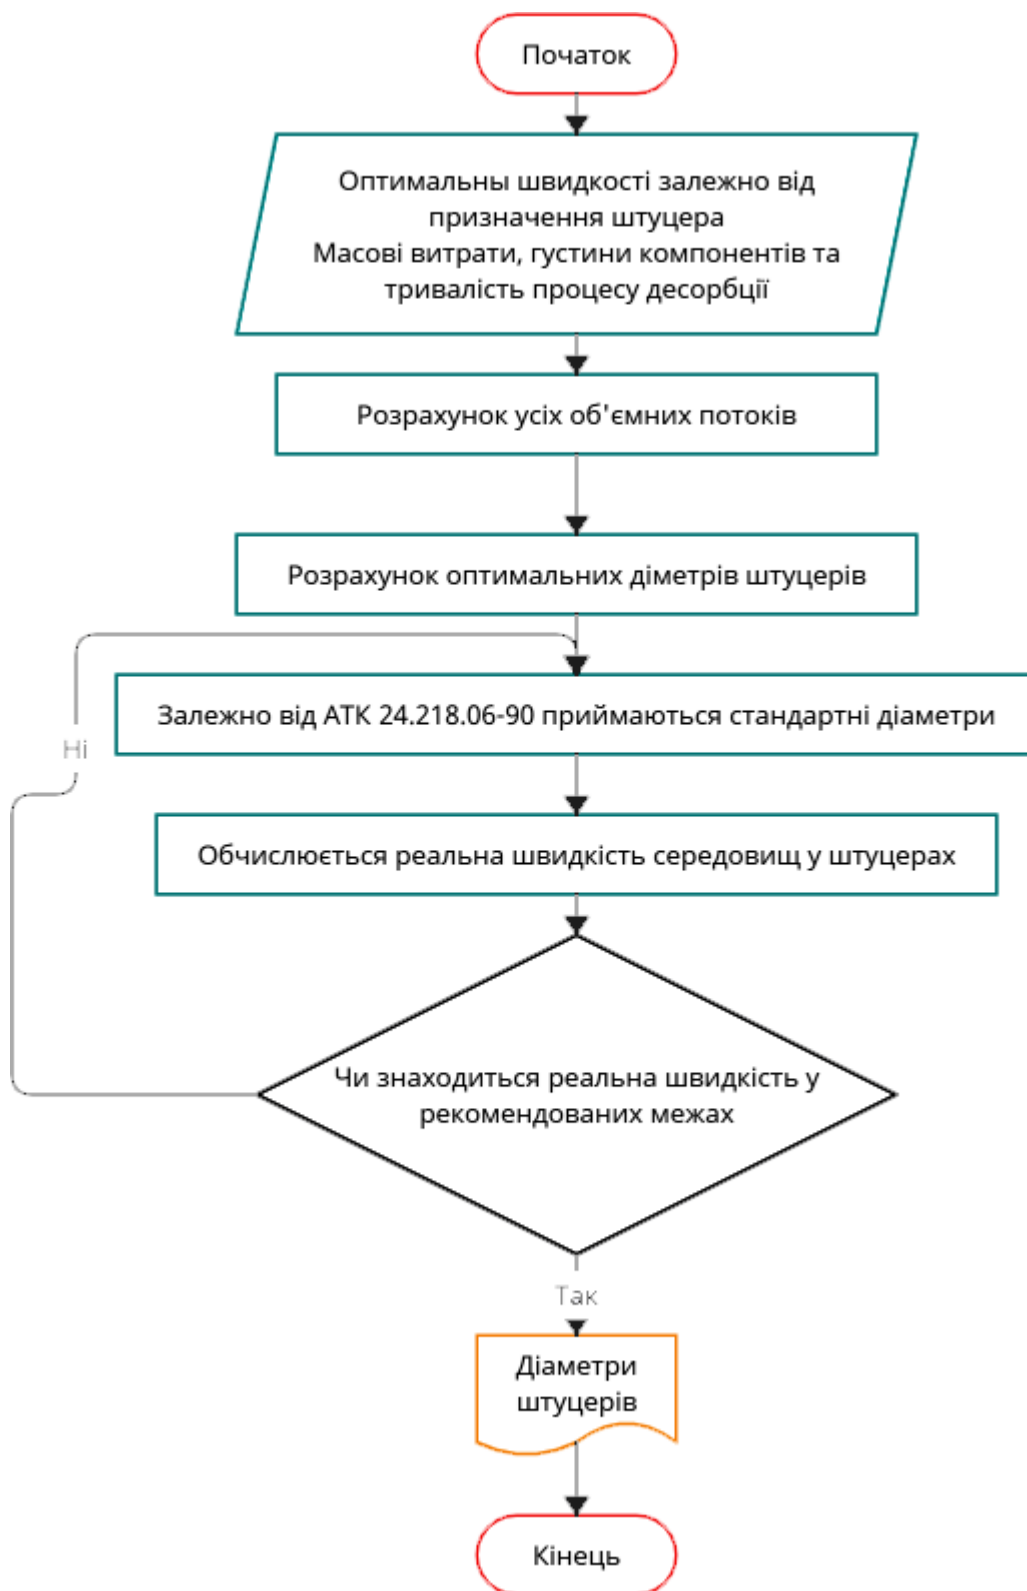 Початок
Оптимальны швидкості залежно від
призначення штуцера
Масові витрати, густини компонентів та
тривалість процесу десорбції
Розрахунок усіх об'ємних потоків
Розрахунок оптимальних діметрів штуцерів
Залежно від АТК 24.218.06-90 приймаються стандартні діаметри
Ні
Обчислюється реальна швидкість середовищ у штуцерах
Чи знаходиться реальна швидкість у
рекомендованих межах
Так
Діаметри
штуцерів
Кінець